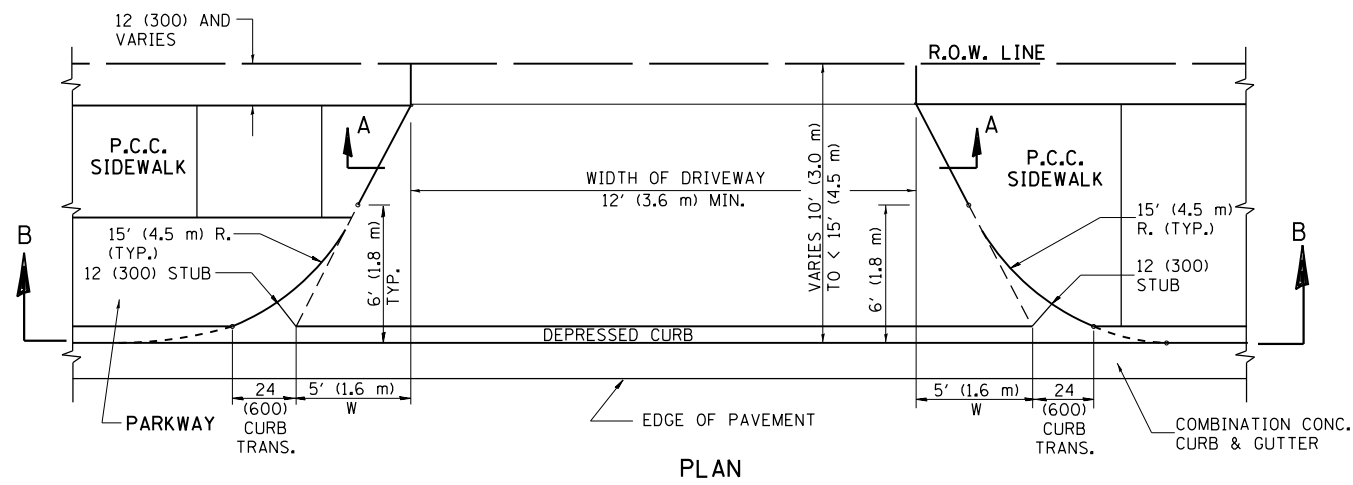 12 (300) AND
VARIES
R.O.W. LINE
A
A
P.C.C.
SIDEWALK
WIDTH OF DRIVEWAY
12' (3.6 m) MIN.
VARIES 10' (3.0 m)
TO < 15' (4.5 m)
P.C.C.
SIDEWALK
B
15' (4.5 m) R.
(TYP.)
12 (300) STUB
6' (1.8 m)
TYP.
6' (1.8 m)
15' (4.5 m)
R. (TYP.)
12 (300)
STUB
B
DEPRESSED CURB
24
(600)
CURB
TRANS.
5' (1.6 m)
W
5' (1.6 m)
W
24
(600)
CURB
TRANS.
PARKWAY
EDGE OF PAVEMENT
COMBINATION CONC.
CURB & GUTTER
PLAN